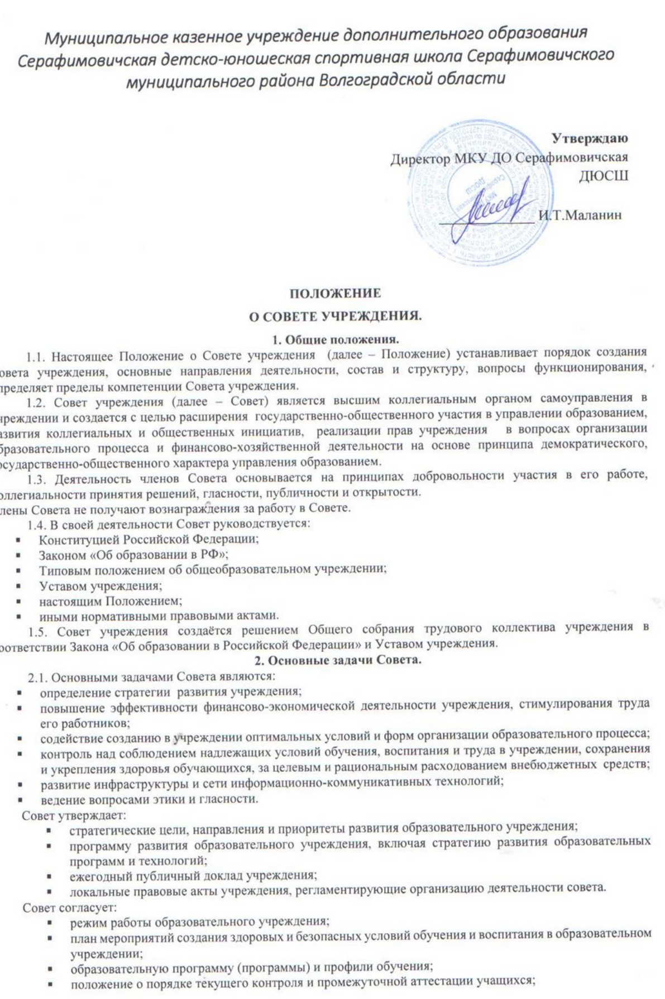 Муниципальное казенное учреждение дополнительного образования
Серафимовичская детско-юношеская спортивная школа Серафимовичского
муниципального района Волгоградской области
Утверждаю
Директор МКУ ДО Серафимовичская
ДЮСШ
И.Т.Маланин
ПОЛОЖЕНИЕ
О СОВЕТЕ УЧРЕЖДЕНИЯ.
1. Общие положения.
1.1. Настоящее Положение о Совете учреждения (далее – Положение) устанавливает порядок создания
овета учреждения, основные направления деятельности, состав и структуру, вопросы функционирования,
пределяет пределы компетенции Совета учреждения.
1.2. Совет учреждения (далее – Совет) является высшим коллегиальным органом самоуправления в
чреждении и создается с целью расширения государственно-общественного участия в управлении образованием,
азвития коллегиальных и общественных инициатив, реализации прав учреждения в вопросах организации
бразовательного процесса и финансово-хозяйственной деятельности на основе принципа демократического,
осударственно-общественного характера управления образованием.
1.3. Деятельность членов Совета основывается на принципах добровольности участия в его работе,
оллегиальности принятия решений, гласности, публичности и открытости.
лены Совета не получают вознаграждения за работу в Совете.
1.4. В своей деятельности Совет руководствуется:
▪ Конституцией Российской Федерации;
▪ Законом «Об образовании в РФ»;
▪ Типовым положением об общеобразовательном учреждении;
▪ Уставом учреждения;
▪ настоящим Положением;
▪ иными нормативными правовыми актами.
1.5. Совет учреждения создаётся решением Общего собрания трудового коллектива учреждения в
оответствии Закона «Об образовании в Российской Федерации» и Уставом учреждения.
2. Основные задачи Совета.
2.1. Основными задачами Совета являются:
▪ определение стратегии развития учреждения;
▪ повышение эффективности финансово-экономической деятельности учреждения, стимулирования труда
его работников;
▪ содействие созданию в учреждении оптимальных условий и форм организации образовательного процесса;
▪ контроль над соблюдением надлежащих условий обучения, воспитания и труда в учреждении, сохранения
и укрепления здоровья обучающихся, за целевым и рациональным расходованием внебюджетных средств;
▪ развитие инфраструктуры и сети информационно-коммуникативных технологий;
▪ ведение вопросами этики и гласности.
Совет утверждает:
▪ стратегические цели, направления и приоритеты развития образовательного учреждения;
▪ программу развития образовательного учреждения, включая стратегию развития образовательных
программ и технологий;
▪ ежегодный публичный доклад учреждения;
▪ локальные правовые акты учреждения, регламентирующие организацию деятельности совета.
Совет согласует:
▪ режим работы образовательного учреждения;
▪ план мероприятий создания здоровых и безопасных условий обучения и воспитания в образовательном
учреждении;
▪ образовательную программу (программы) и профили обучения;
▪ положение о порядке текущего контроля и промежуточной аттестации учащихся;